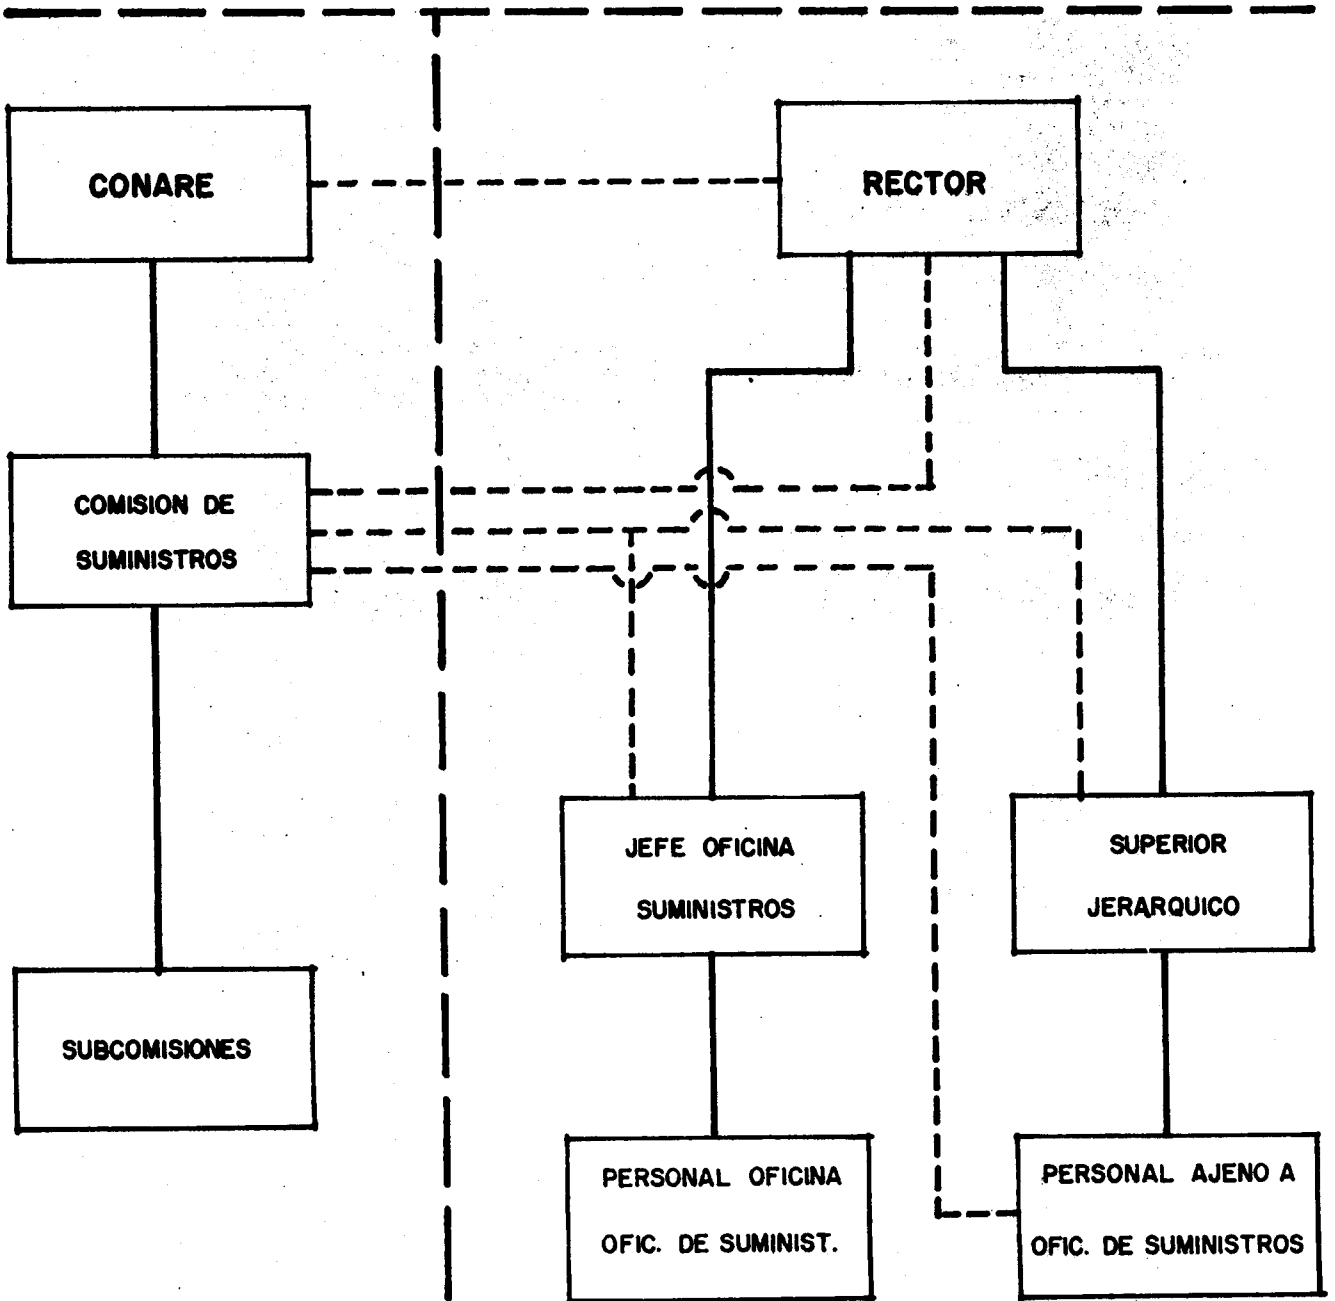 CONARE
RECTOR
COMISION DE
SUMINISTROS
JEFE OFICINA
SUMINISTROS
SUPERIOR
JERARQUICO
SUBCOMISIONES
PERSONAL OFICINA
OFIC. DE SUMINIST.
PERSONAL AJENO A
OFIC. DE SUMINISTROS